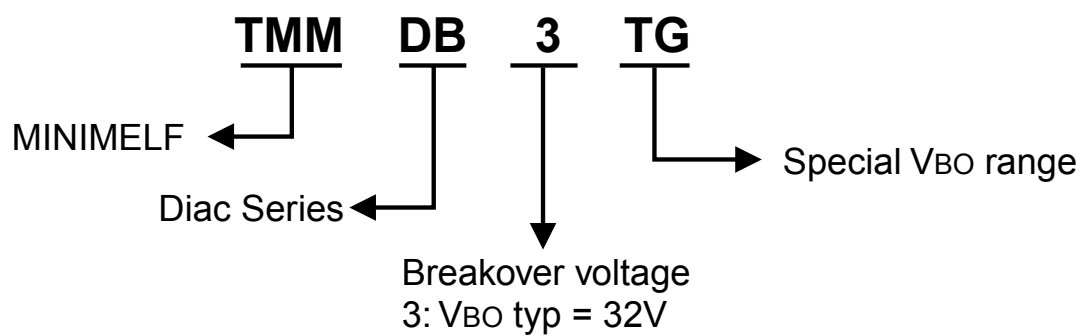 TMM DB 3 TG
MINIMELF
Special VBO range
Diac Series
Breakover voltage
3: VBO typ = 32V